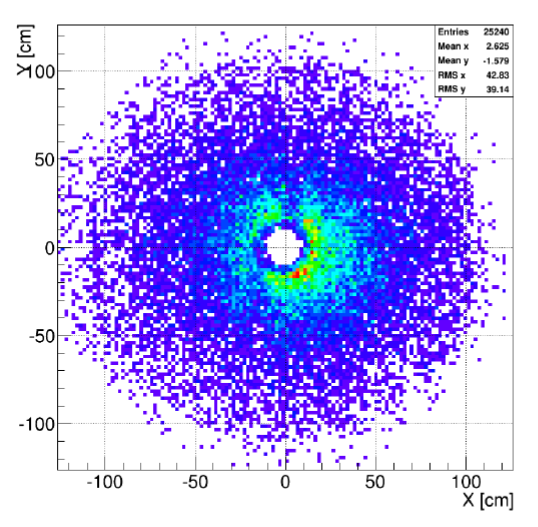 Y [cm]
Entries 25240
Mean x 2.625
Mean y -1.579
RMS x 42.83
RMS y 39.14
100
50
0
-50
-100
-100 -50 0 50 100
X [cm]